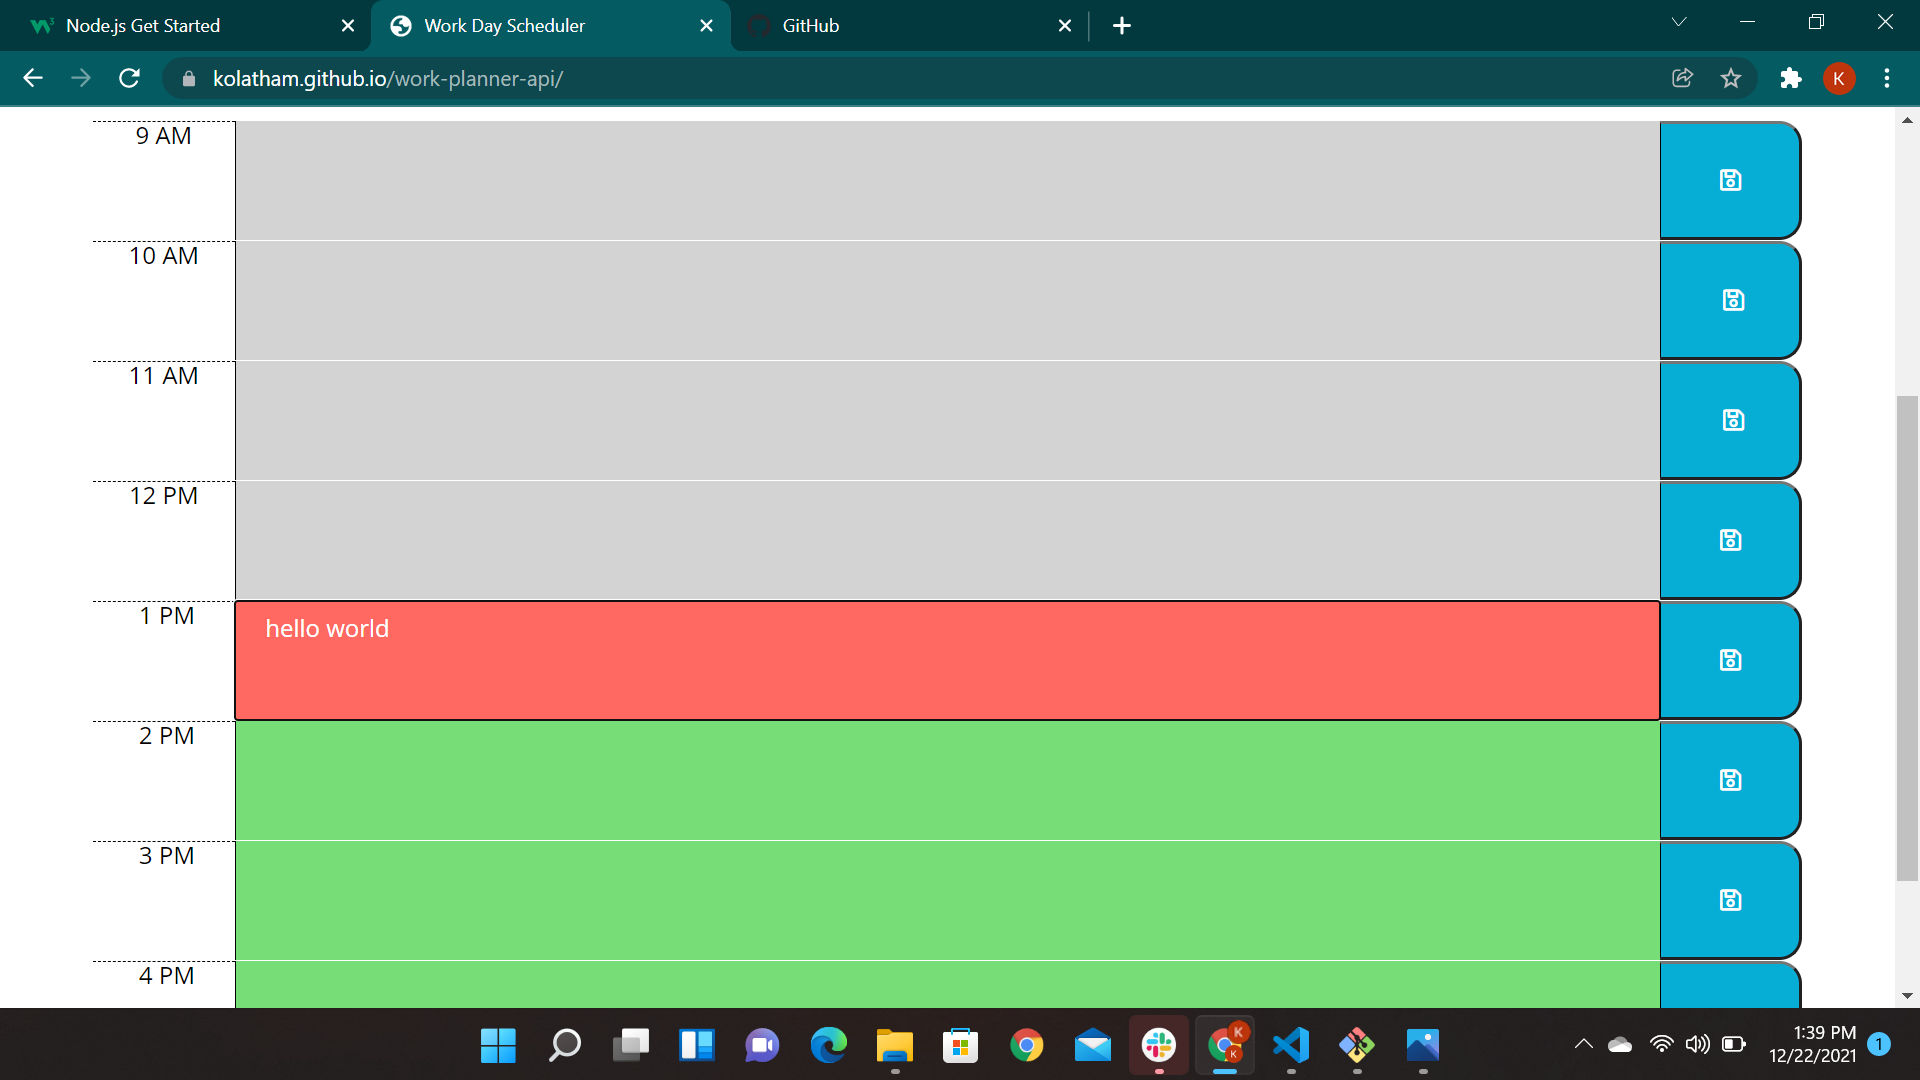 Node.js Get Started
Work Day Scheduler
GitHub
kolatham.github.io/work-planner-api/
K
9 AM
10 AM
11 AM
12 PM
1 PM
hello world
2 PM
3 PM
4 PM
K
K
1:39 PM
12/22/2021
1